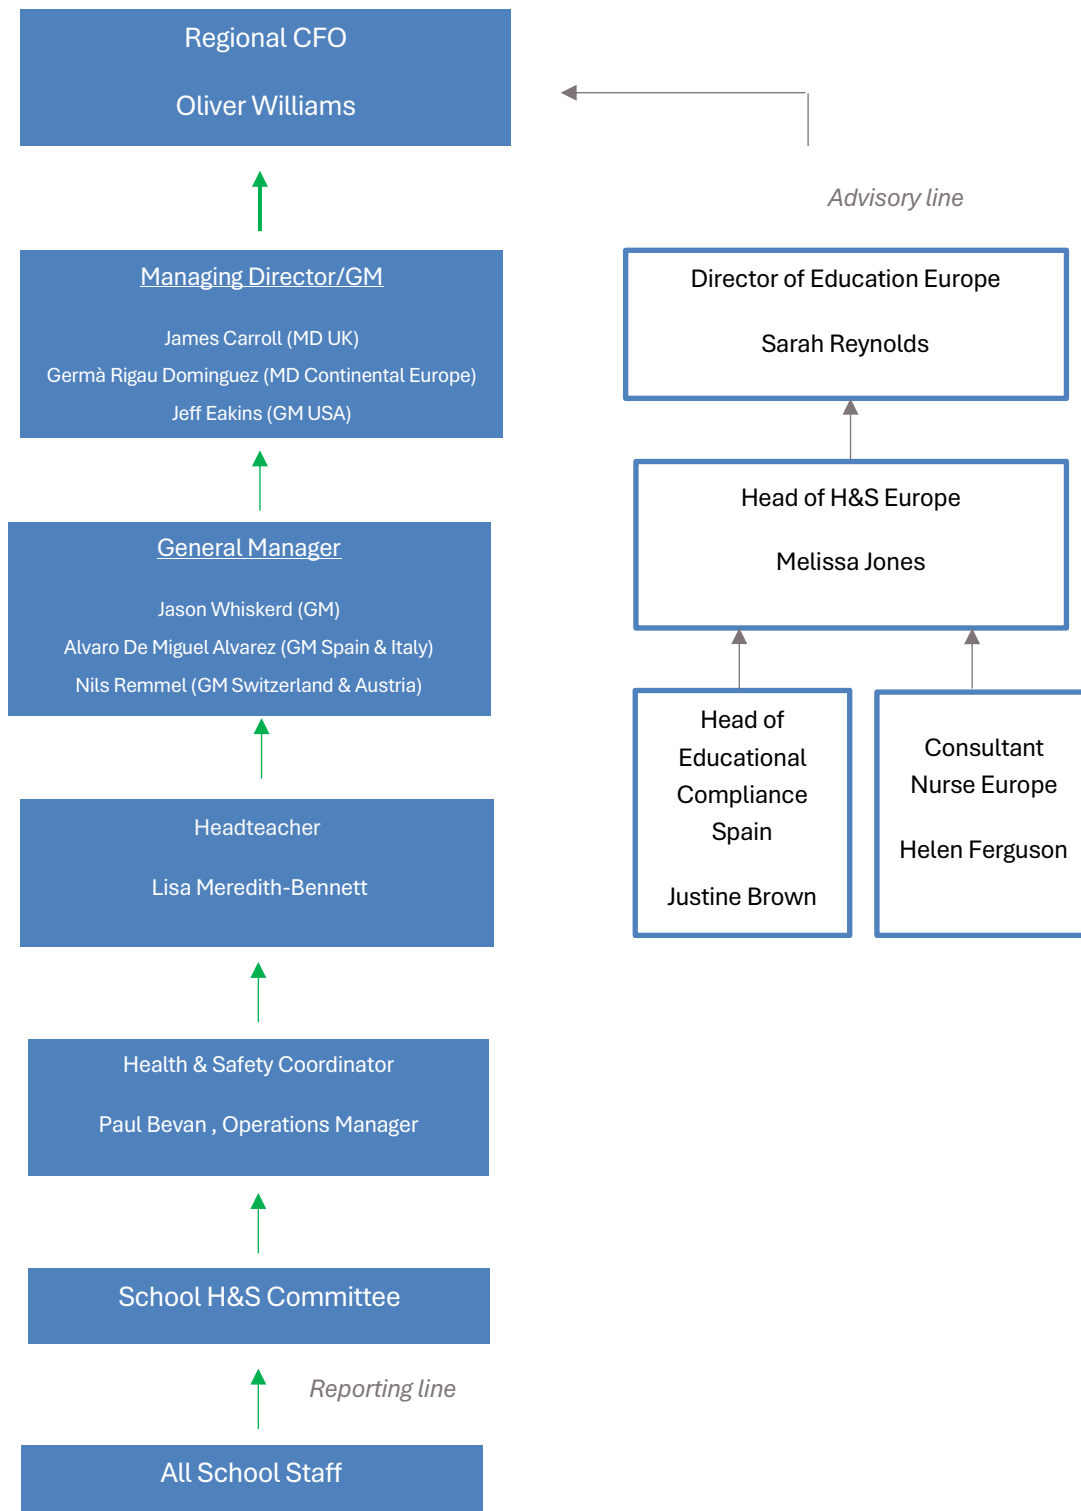 Regional CFO
Oliver Williams
Advisory line
Managing Director/GM
James Carroll (MD UK)
Germà Rigau Dominguez (MD Continental Europe)
Jeff Eakins (GM USA)
Director of Education Europe
Sarah Reynolds
Head of H&S Europe
Melissa Jones
General Manager
Jason Whiskerd (GM)
Alvaro De Miguel Alvarez (GM Spain & Italy)
Nils Remmel (GM Switzerland & Austria)
Head of
Educational
Compliance
Spain
Justine Brown
Consultant
Nurse Europe
Helen Ferguson
Headteacher
Lisa Meredith-Bennett
Health & Safety Coordinator
Paul Bevan , Operations Manager
School H&S Committee
Reporting line
All School Staff